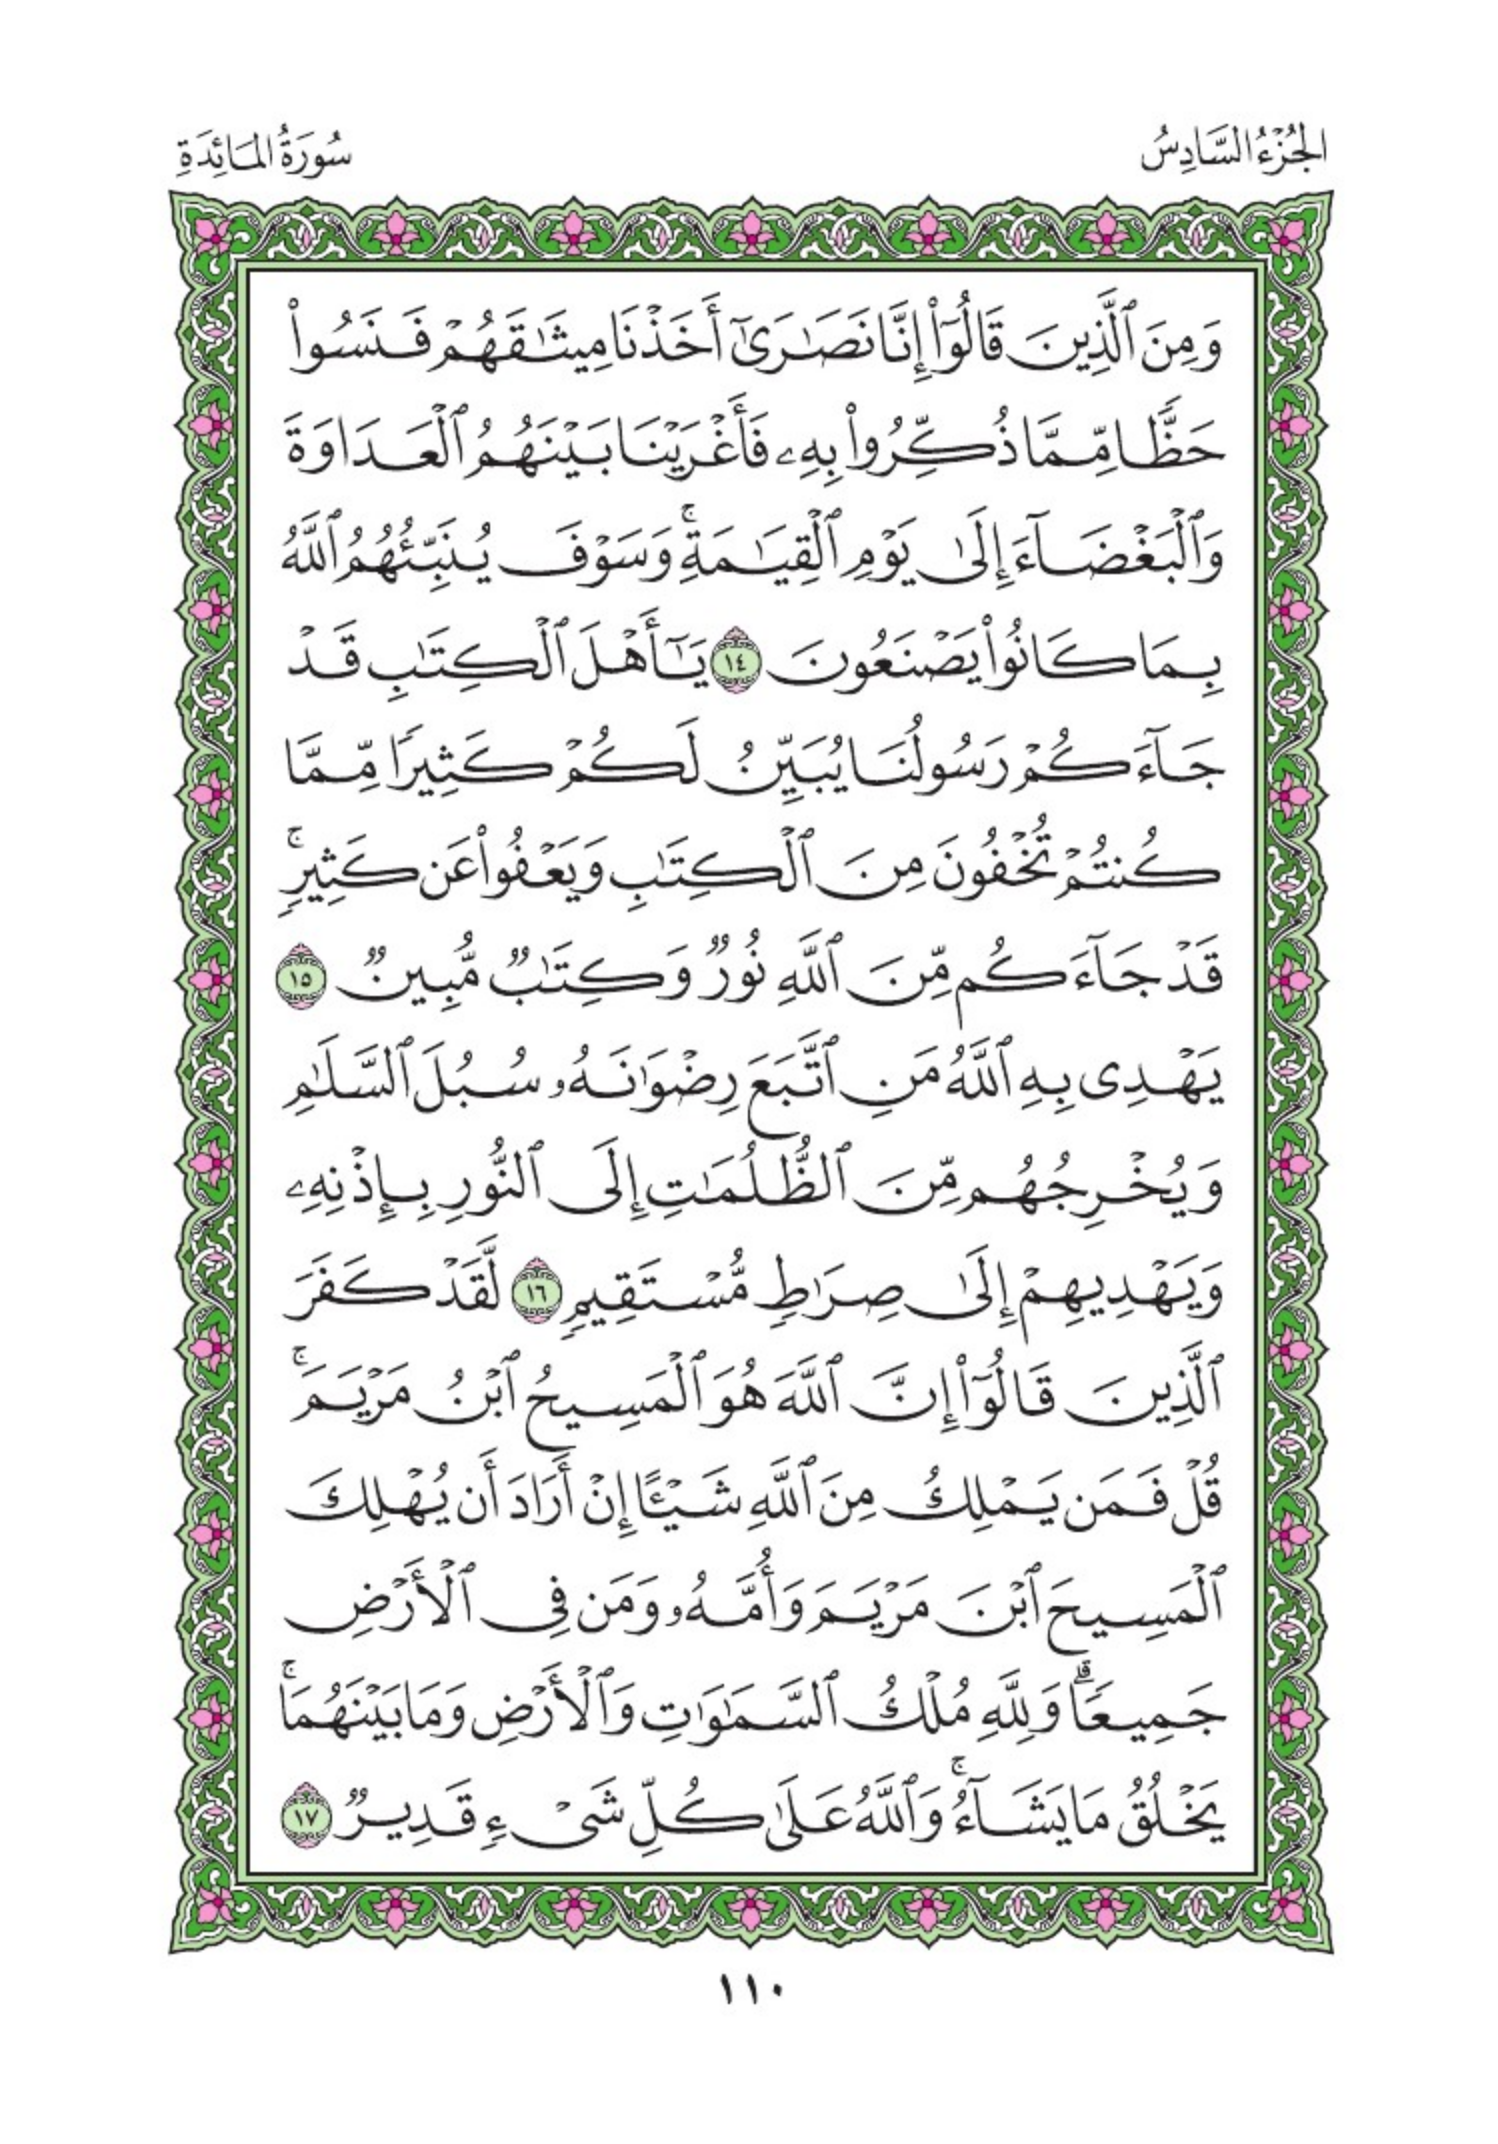 الجُزْءُ السَّادِسُ
سُورَةُ المَائِدَةِ
وَمِنَ ٱلَّذِينَ قَالُوٓاْ إِنَّا نَصَـٰرَىٰٓ أَخَذْنَا مِيثَـٰقَهُمْ فَنَسُواْ
حَظًّا مِّمَّا ذُكِّرُواْ بِهِۦ فَأَغْرَيْنَا بَيْنَهُمُ ٱلْعَدَاوَةَ
وَٱلْبَغْضَآءَ إِلَىٰ يَوْمِ ٱلْقِيَـٰمَةِۚ وَسَوْفَ يُنَبِّئُهُمُ ٱللَّهُ
بِمَا كَانُواْ يَصْنَعُونَ ١٤ يَـٰٓأَهْلَ ٱلْكِتَـٰبِ قَدْ
جَآءَكُمْ رَسُولُنَا يُبَيِّنُ لَكُمْ كَثِيرًا مِّمَّا
كُنتُمْ تُخْفُونَ مِنَ ٱلْكِتَـٰبِ وَيَعْفُواْ عَن كَثِيرٍۚ
قَدْ جَآءَكُم مِّنَ ٱللَّهِ نُورٌ وَكِتَـٰبٌ مُّبِينٌ ١٥
يَهْدِى بِهِ ٱللَّهُ مَنِ ٱتَّبَعَ رِضْوَٰنَهُۥ سُبُلَ ٱلسَّلَـٰمِ
وَيُخْرِجُهُم مِّنَ ٱلظُّلُمَـٰتِ إِلَى ٱلنُّورِ بِإِذْنِهِۦ
وَيَهْدِيهِمْ إِلَىٰ صِرَٰطٍ مُّسْتَقِيمٍ ١٦ لَّقَدْ كَفَرَ
ٱلَّذِينَ قَالُوٓاْ إِنَّ ٱللَّهَ هُوَ ٱلْمَسِيحُ ٱبْنُ مَرْيَمَۚ
قُلْ فَمَن يَمْلِكُ مِنَ ٱللَّهِ شَيْـًٔا إِنْ أَرَادَ أَن يُهْلِكَ
ٱلْمَسِيحَ ٱبْنَ مَرْيَمَ وَأُمَّهُۥ وَمَن فِى ٱلْأَرْضِ
جَمِيعًاۗ وَلِلَّهِ مُلْكُ ٱلسَّمَـٰوَٰتِ وَٱلْأَرْضِ وَمَا بَيْنَهُمَاۚ
يَخْلُقُ مَا يَشَآءُۚ وَٱللَّهُ عَلَىٰ كُلِّ شَىْءٍ قَدِيرٌ ١٧
١١٠